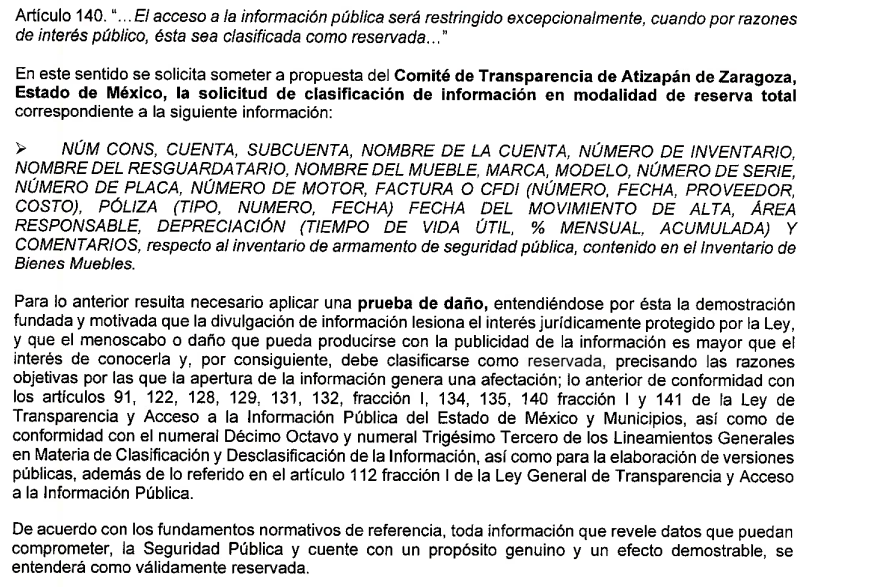 Artículo 140. “…El acceso a la información pública será restringido excepcionalmente, cuando por razones
de interés público, ésta sea clasificada como reservada…”
En este sentido se solicita someter a propuesta del Comité de Transparencia de Atizapán de Zaragoza,
Estado de México, la solicitud de clasificación de información en modalidad de reserva total
correspondiente a la siguiente información:
➢ NÚM CONS, CUENTA, SUBCUENTA, NOMBRE DE LA CUENTA, NÚMERO DE INVENTARIO,
NOMBRE DEL RESGUARDATARIO, NOMBRE DEL MUEBLE, MARCA, MODELO, NÚMERO DE SERIE,
NÚMERO DE PLACA, NÚMERO DE MOTOR, FACTURA O CFDI (NÚMERO, FECHA, PROVEEDOR,
COSTO), PÓLIZA (TIPO, NUMERO, FECHA) FECHA DEL MOVIMIENTO DE ALTA, ÁREA
RESPONSABLE, DEPRECIACIÓN (TIEMPO DE VIDA ÚTIL, % MENSUAL, ACUMULADA) Y
COMENTARIOS, respecto al inventario de armamento de seguridad pública, contenido en el Inventario de
Bienes Muebles.
Para lo anterior resulta necesario aplicar una prueba de daño, entendiéndose por ésta la demostración
fundada y motivada que la divulgación de información lesiona el interés jurídicamente protegido por la Ley,
y que el menoscabo o daño que pueda producirse con la publicidad de la información es mayor que el
interés de conocerla y, por consiguiente, debe clasificarse como reservada, precisando las razones
objetivas por las que la apertura de la información genera una afectación; lo anterior de conformidad con
los artículos 91, 122, 128, 129, 131, 132, fracción I, 134, 135, 140 fracción I y 141 de la Ley de
Transparencia y Acceso a la Información Pública del Estado de México y Municipios, así como de
conformidad con el numeral Décimo Octavo y numeral Trigésimo Tercero de los Lineamientos Generales
en Materia de Clasificación y Desclasificación de la Información, así como para la elaboración de versiones
públicas, además de lo referido en el artículo 112 fracción I de la Ley General de Transparencia y Acceso
a la Información Pública.
De acuerdo con los fundamentos normativos de referencia, toda información que revele datos que puedan
comprometer, la Seguridad Pública y cuente con un propósito genuino y un efecto demostrable, se
entenderá como válidamente reservada.